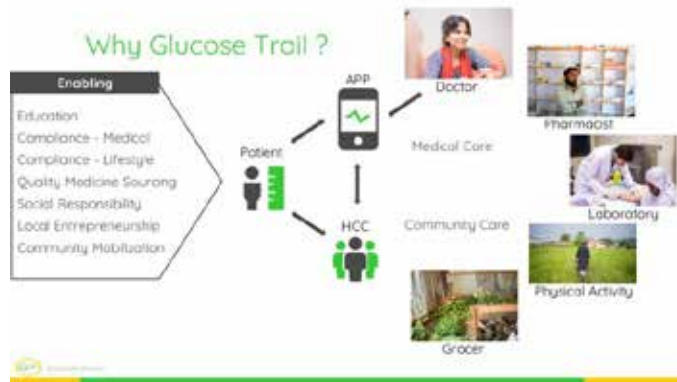 Why Glucose Trail ?
Enabling
Education
Compliance - Medical
Compliance - Lifestyle
Quality Medicine Sourcing
Social Responsibility
Local Entrepreneurship
Community Mobilization
Patient
APP
HCC
Doctor
Pharmacist
Medical Care
Laboratory
Community Care
Physical Activity
Grocer